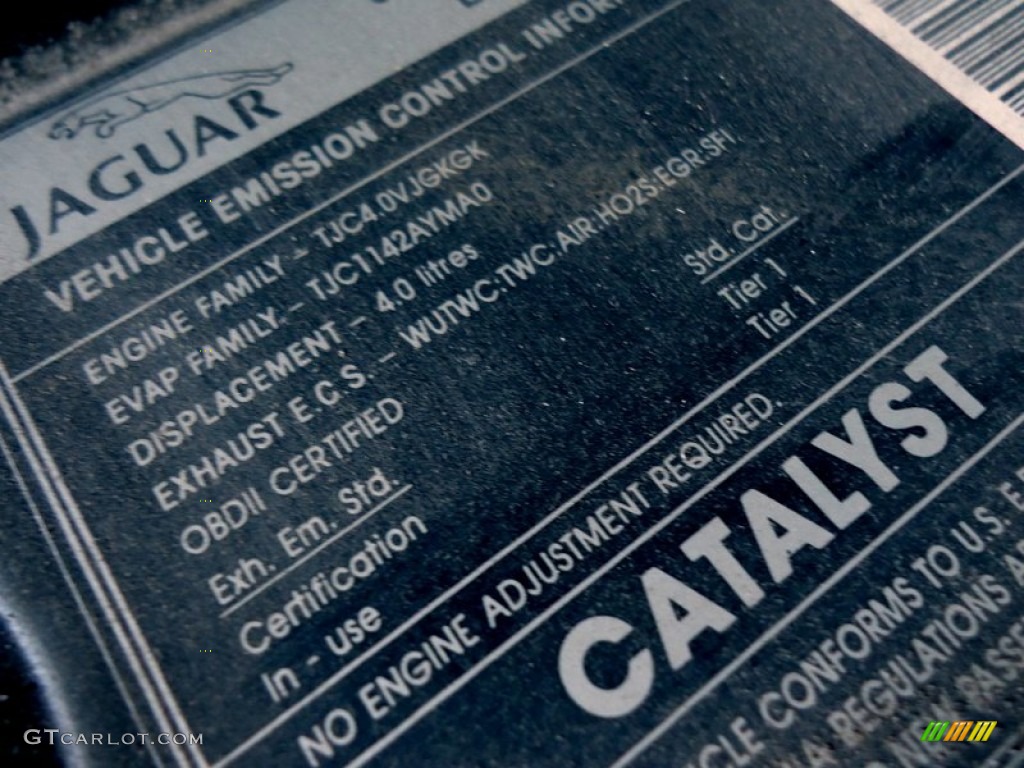 JAGUAR
VEHICLE EMISSION CONTROL
ENGINE FAMILY - TJC4.0VJGKGK
EVAP FAMILY - TJC1142AYMA0
DISPLACEMENT - 4.0 litres
EXHAUST E.C.S. - WUTWC:TWC:AIR:HO2S:EGR:SFI
OBDII CERTIFIED
Exh. Em. Std. Std. Cat.
Certification Tier 1
In - use Tier 1
NO ENGINE ADJUSTMENT REQUIRED.
CATALYST
CONFORMS TO U.S.
REGULATIONS
GTCARLOT.COM